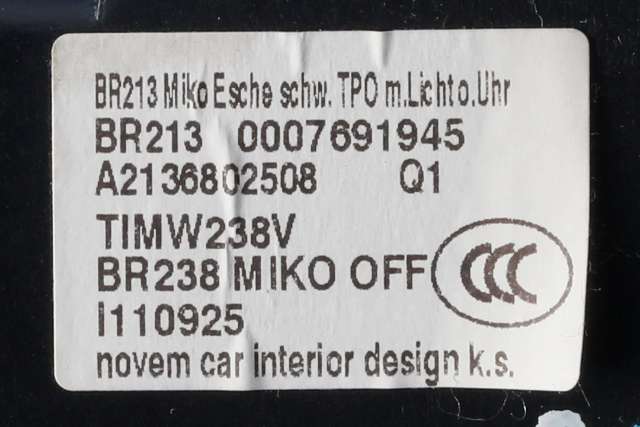 BR213 Miko Esche schw. TPO m.Licht o.Uhr
BR213 0007691945
A2136802508 Q1
TIMW238V
BR238 MIKO OFF
CCC
I110925
novem car interior design k.s.